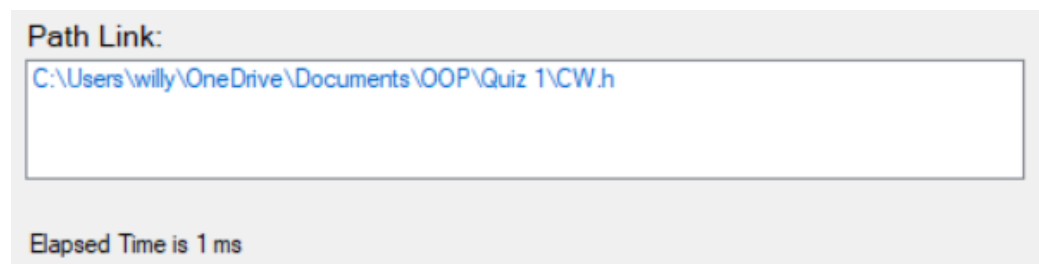 Path Link:
C:\Users\willy\OneDrive\Documents\OOP\Quiz 1\CW.h
Elapsed Time is 1 ms